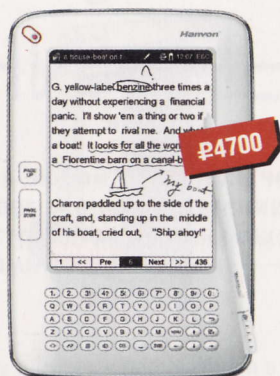 Hanvon
a house-boat on t
12:07
G. yellow-label benzine three times a
day without experiencing a financial
panic. I'll show 'em a thing or two if
they attempt to rival me. And what
a boat! It looks for all the
a Florentine barn on a canal-b
₽4700
my boat
Charon paddled up to the side of the
craft, and, standing up in the middle
of his boat, cried out, "Ship ahoy!"
1 << Pre 6 Next >> 436
PAGE UP
PAGE DOWN
Q W E R T Y U I O P
A S D F G H J K L
Z X C V B N M